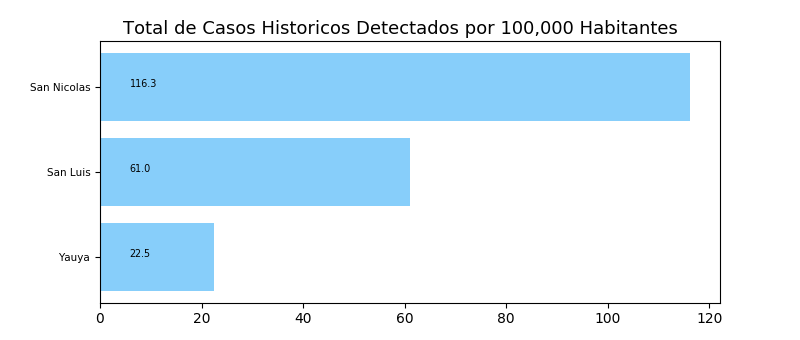 Total de Casos Historicos Detectados por 100,000 Habitantes
San Nicolas 116.3
San Luis 61.0
Yauya 22.5
0 20 40 60 80 100 120